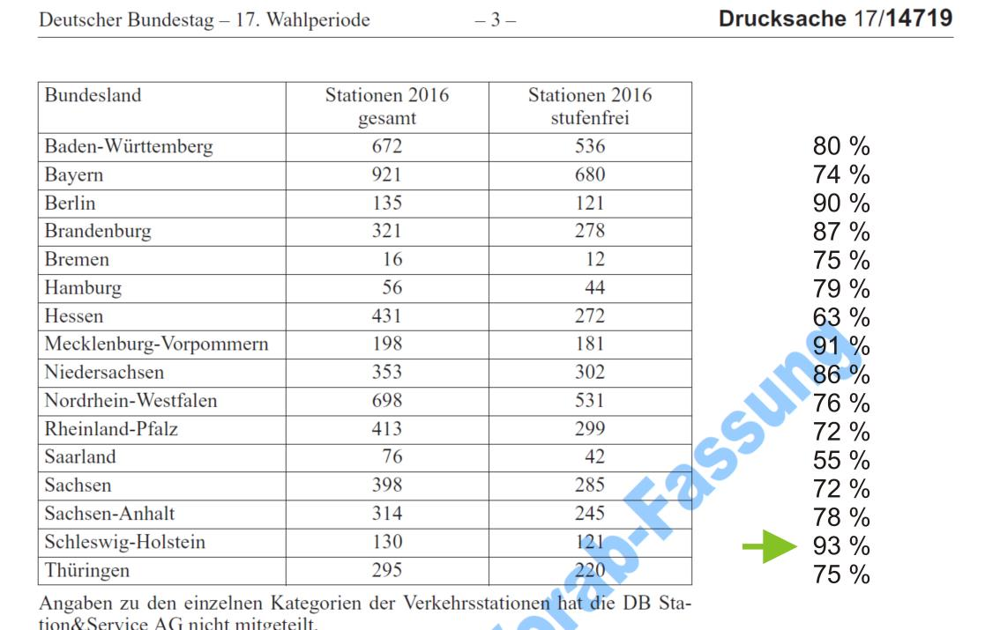 Deutscher Bundestag – 17. Wahlperiode – 3 – Drucksache 17/14719
Bundesland Stationen 2016 gesamt Stationen 2016 stufenfrei
Baden-Württemberg 672 536 80 %
Bayern 921 680 74 %
Berlin 135 121 90 %
Brandenburg 321 278 87 %
Bremen 16 12 75 %
Hamburg 56 44 79 %
Hessen 431 272 63 %
Mecklenburg-Vorpommern 198 181 91 %
Niedersachsen 353 302 86 %
Nordrhein-Westfalen 698 531 76 %
Rheinland-Pfalz 413 299 72 %
Saarland 76 42 55 %
Sachsen 398 285 72 %
Sachsen-Anhalt 314 245 78 %
Schleswig-Holstein 130 121 93 %
Thüringen 295 220 75 %
Angaben zu den einzelnen Kategorien der Verkehrsstationen hat die DB Sta-
tion&Service AG nicht mitgeteilt.
orab-Fassung